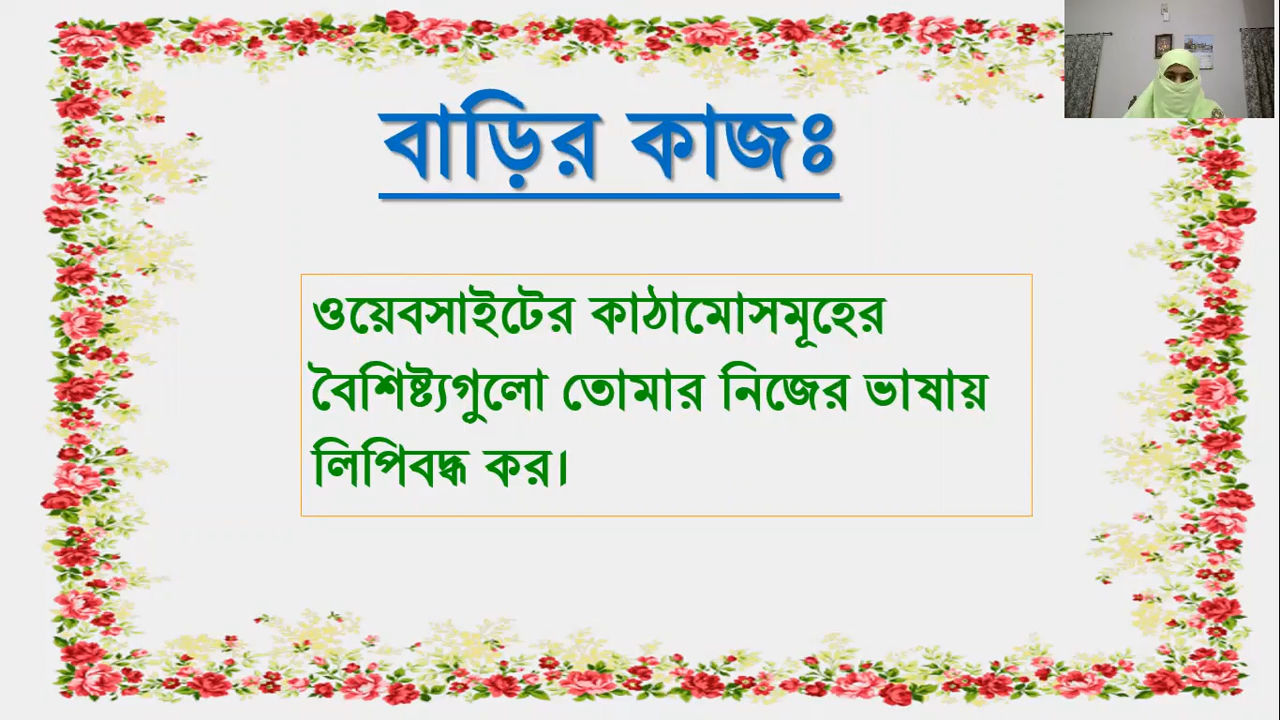 বাড়ির কাজঃ
ওয়েবসাইটের কাঠামোসমূহের
বৈশিষ্ট্যগুলো তোমার নিজের ভাষায়
লিপিবদ্ধ কর।